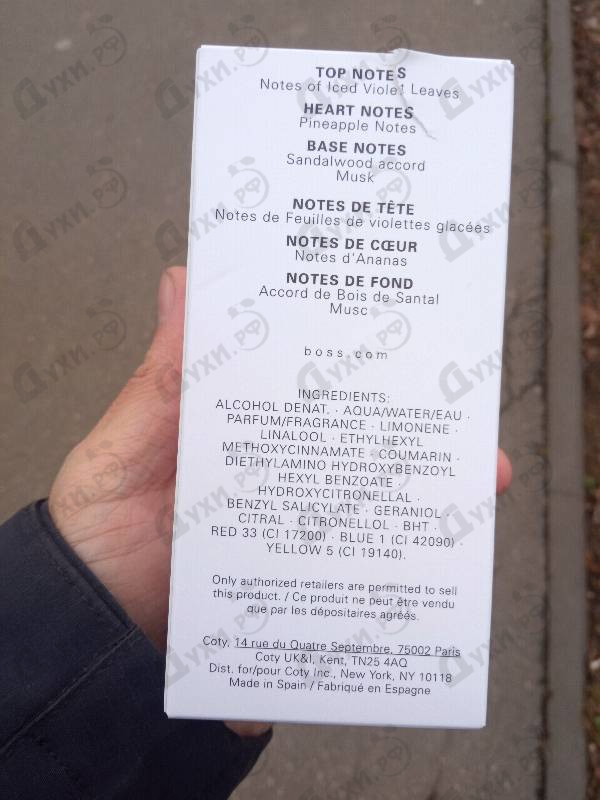 TOP NOTES
Notes of Iced Violet Leaves
HEART NOTES
Pineapple Notes
BASE NOTES
Sandalwood accord
Musk
NOTES DE TÊTE
Notes de Feuilles de violettes glacées
NOTES DE CŒUR
Notes d'Ananas
NOTES DE FOND
Accord de Bois de Santal
Musc
boss.com
INGREDIENTS:
ALCOHOL DENAT. · AQUA/WATER/EAU ·
PARFUM/FRAGRANCE · LIMONENE ·
LINALOOL · ETHYLHEXYL
METHOXYCINNAMATE · COUMARIN ·
DIETHYLAMINO HYDROXYBENZOYL
HEXYL BENZOATE ·
HYDROXYCITRONELLAL ·
BENZYL SALICYLATE · GERANIOL ·
CITRAL · CITRONELLOL · BHT ·
RED 33 (CI 17200) · BLUE 1 (CI 42090) ·
YELLOW 5 (CI 19140).
Only authorized retailers are permitted to sell
this product. / Ce produit ne peut être vendu
que par les dépositaires agréés.
Coty, 14 rue du Quatre Septembre, 75002 Paris
Coty UK&I, Kent, TN25 4AQ
Dist. for/pour Coty Inc., New York, NY 10118
Made in Spain / Fabriqué en Espagne
Духи.рф